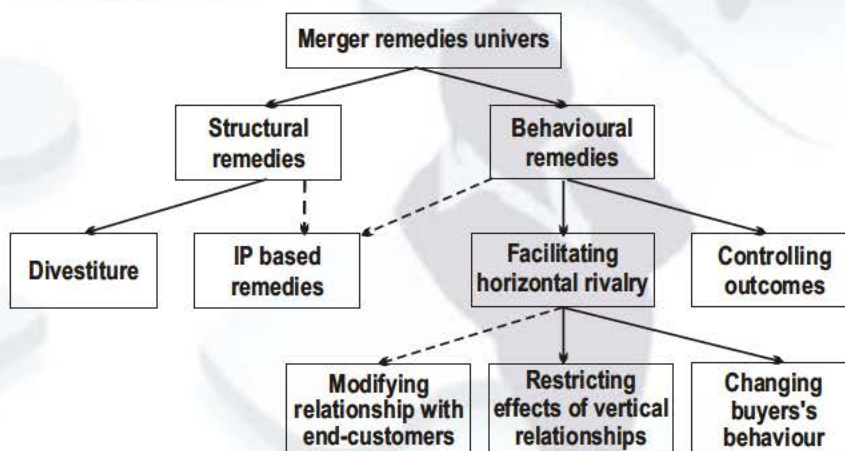 Merger remedies univers
Structural
remedies
Behavioural
remedies
Divestiture
IP based
remedies
Facilitating
horizontal rivalry
Controlling
outcomes
Modifying
relationship with
end-customers
Restricting
effects of vertical
relationships
Changing
buyers's
behaviour